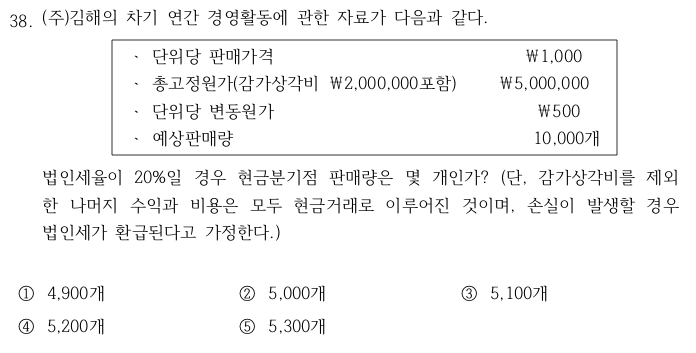 38. (주)김해의 차기 연간 경영활동에 관한 자료가 다음과 같다.
· 단위당 판매가격 ₩1,000
· 총고정원가(감가상각비 ₩2,000,000포함) ₩5,000,000
· 단위당 변동원가 ₩500
· 예상판매량 10,000개
법인세율이 20%일 경우 현금분기점 판매량은 몇 개인가? (단, 감가상각비를 제외
한 나머지 수익과 비용은 모두 현금거래로 이루어진 것이며, 손실이 발생할 경우
법인세가 환급된다고 가정한다.)
① 4,900개 ② 5,000개 ③ 5,100개
④ 5,200개 ⑤ 5,300개